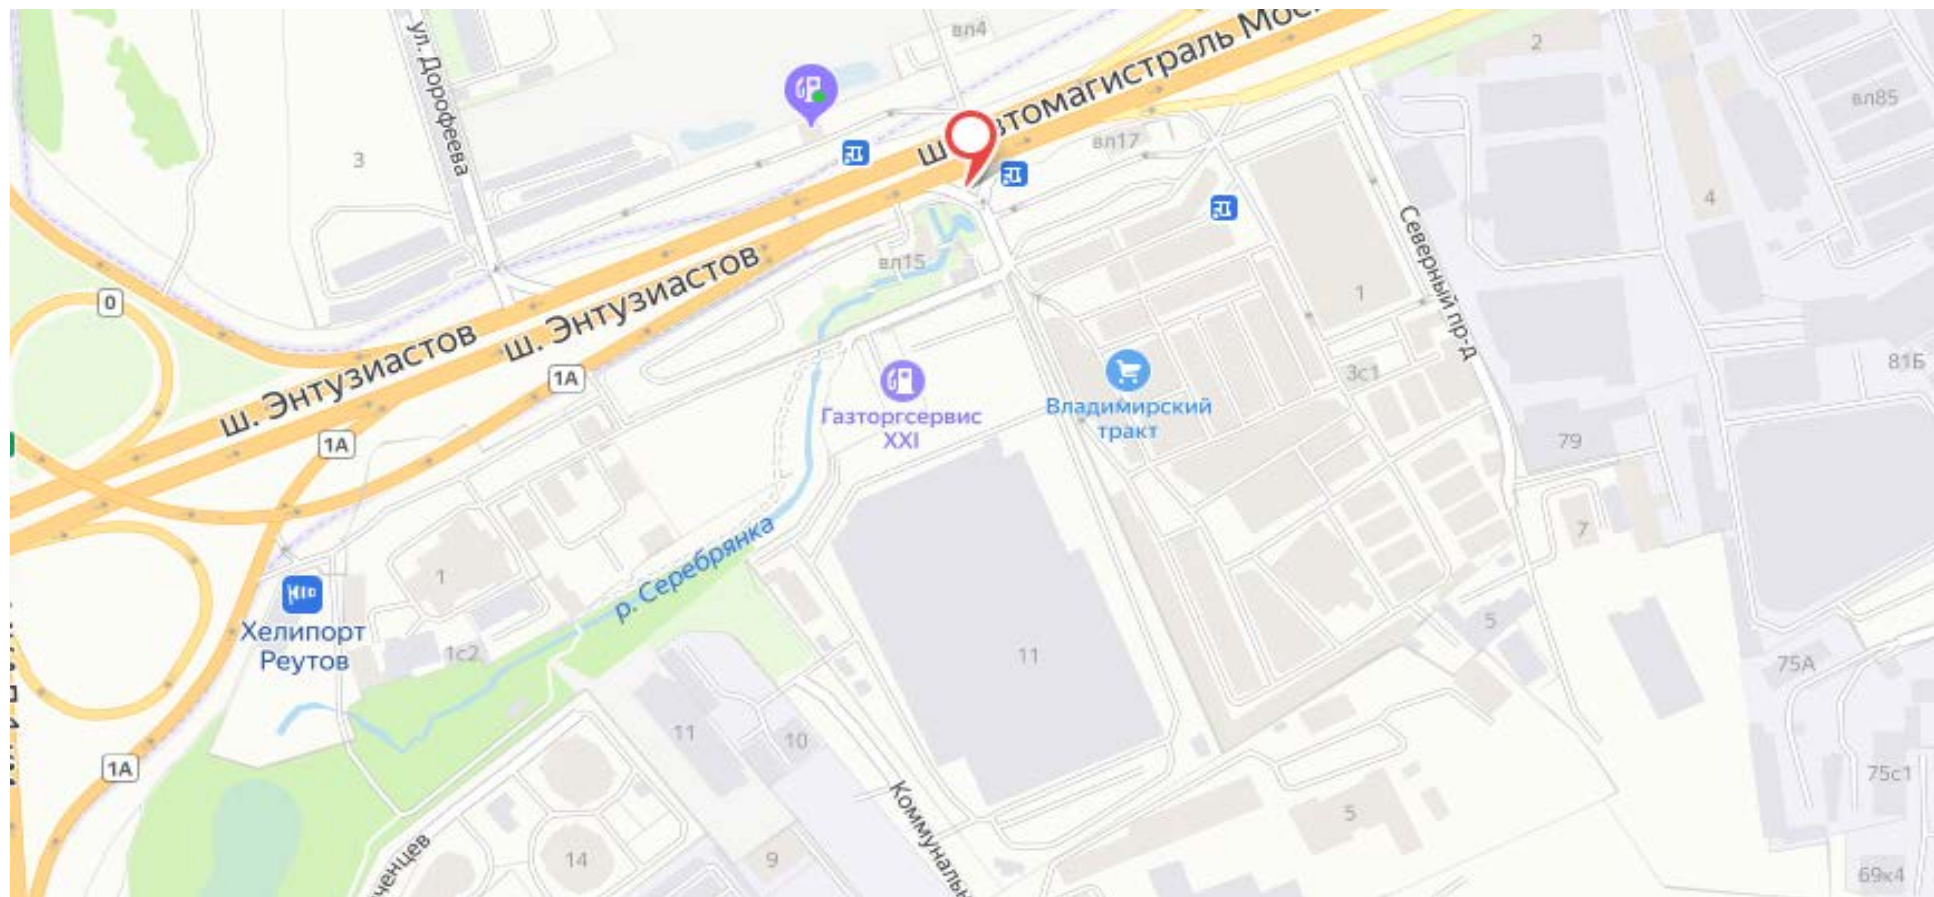 вл4
ул. Дорофеева
ш.
втомагистраль Мос
2
вл85
3
вл17
4
Северный пр-д
ш. Энтузиастов
ш. Энтузиастов
вл15
0
1
1А
1А
1А
81Б
3с1
Газторгсервис
XXI
Владимирский
тракт
79
7
р. Серебрянка
1
Хелипорт
Реутов
1с2
11
5
75А
11
10
75с1
Коммунальн
5
ченцев
14
9
69к4